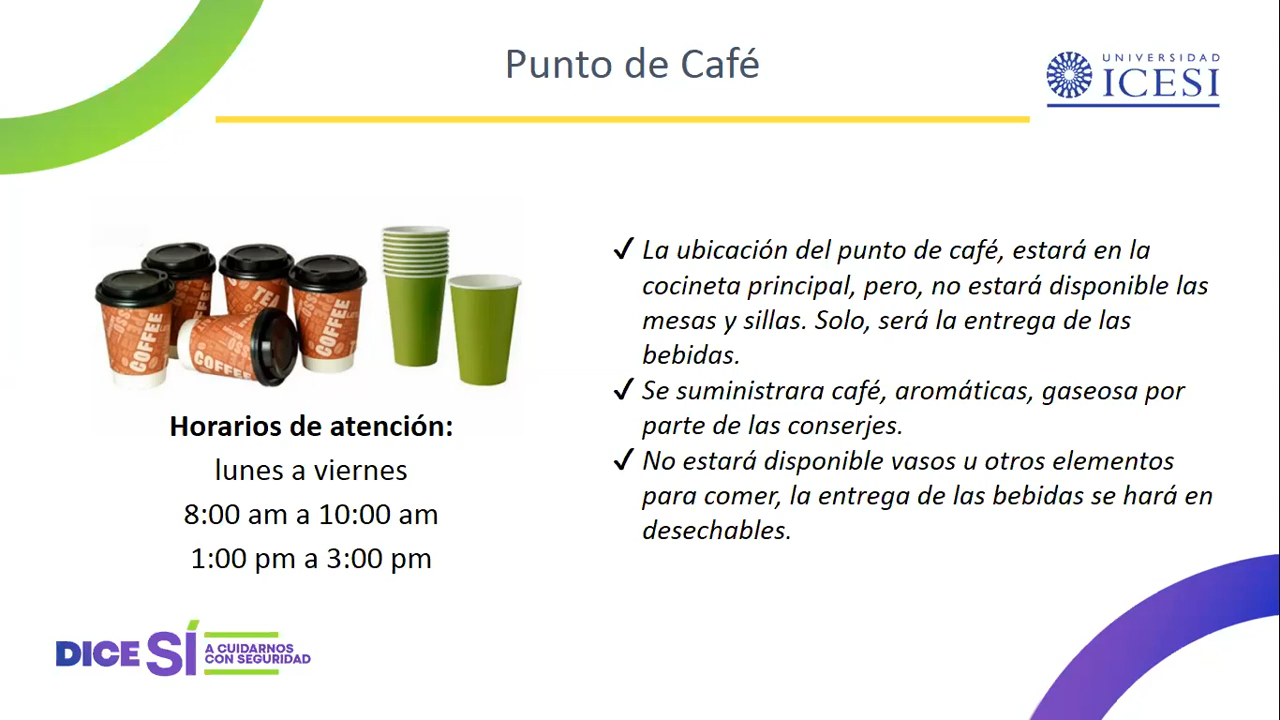 Punto de Café
UNIVERSIDAD
ICESI
COFFEE
TEA
COFFEE
COFFEE
La ubicación del punto de café, estará en la
cocineta principal, pero, no estará disponible las
mesas y sillas. Solo, será la entrega de las
bebidas.
Se suministrara café, aromáticas, gaseosa por
parte de las conserjes.
No estará disponible vasos u otros elementos
para comer, la entrega de las bebidas se hará en
desechables.
Horarios de atención:
lunes a viernes
8:00 am a 10:00 am
1:00 pm a 3:00 pm
DICE SÍ
A CUIDARNOS
CON SEGURIDAD